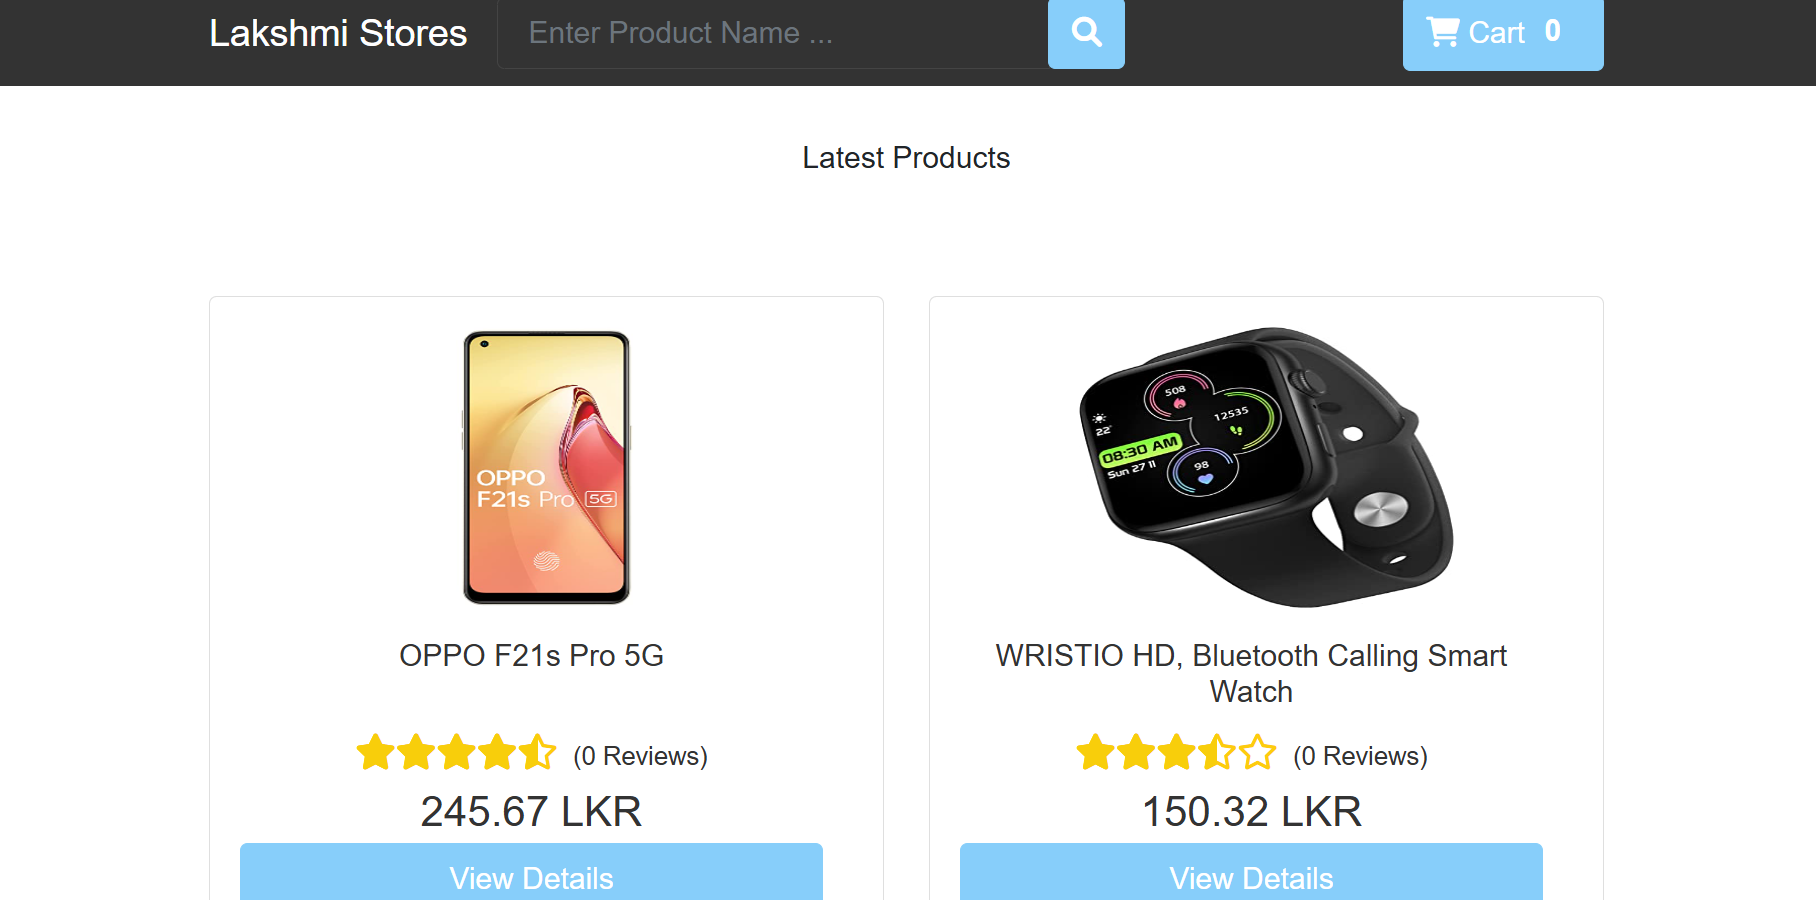 Lakshmi Stores
Enter Product Name ...
Cart 0
Latest Products
OPPO
F21s Pro 5G
508
12535
22°
08:30 AM
Sun 27 11
98
OPPO F21s Pro 5G
WRISTIO HD, Bluetooth Calling Smart
Watch
(0 Reviews)
(0 Reviews)
245.67 LKR
150.32 LKR
View Details
View Details